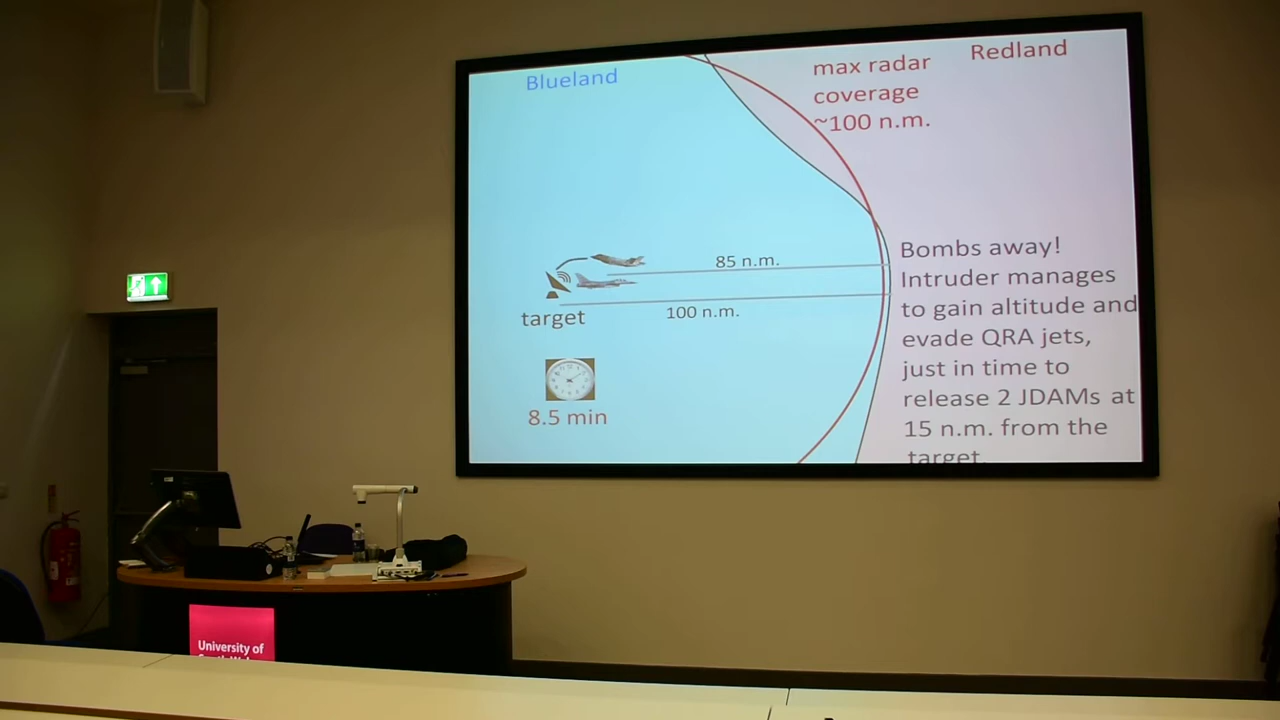 Blueland
max radar
coverage
~100 n.m.
Redland
85 n.m.
100 n.m.
target
8.5 min
Bombs away!
Intruder manages
to gain altitude and
evade QRA jets,
just in time to
release 2 JDAMs at
15 n.m. from the
target.
University of